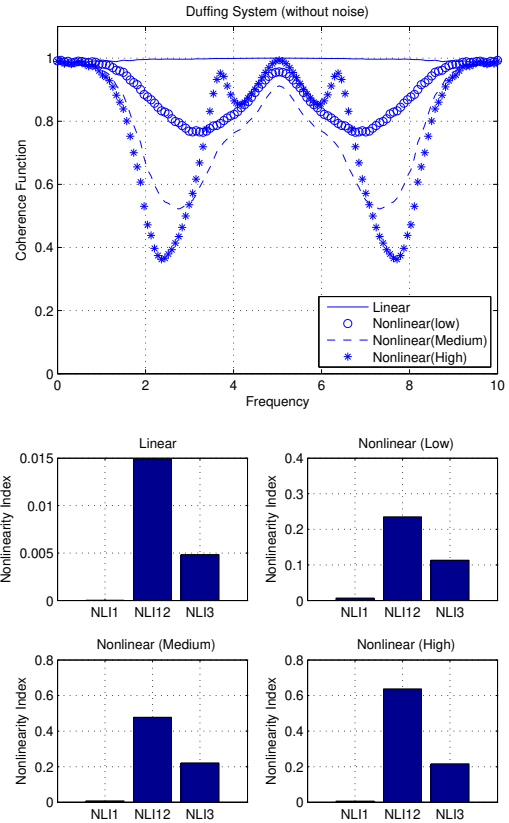 Duffing System (without noise)
Coherence Function
1
0.8
0.6
0.4
0.2
0
0 2 4 6 8 10
Frequency
Linear
Nonlinear(low)
Nonlinear(Medium)
Nonlinear(High)
Linear
Nonlinearity Index
0.015
0.01
0.005
0
NLI1 NLI12 NLI3
Nonlinear (Low)
Nonlinearity Index
0.4
0.3
0.2
0.1
0
NLI1 NLI12 NLI3
Nonlinear (Medium)
Nonlinearity Index
0.8
0.6
0.4
0.2
0
NLI1 NLI12 NLI3
Nonlinear (High)
Nonlinearity Index
0.8
0.6
0.4
0.2
0
NLI1 NLI12 NLI3